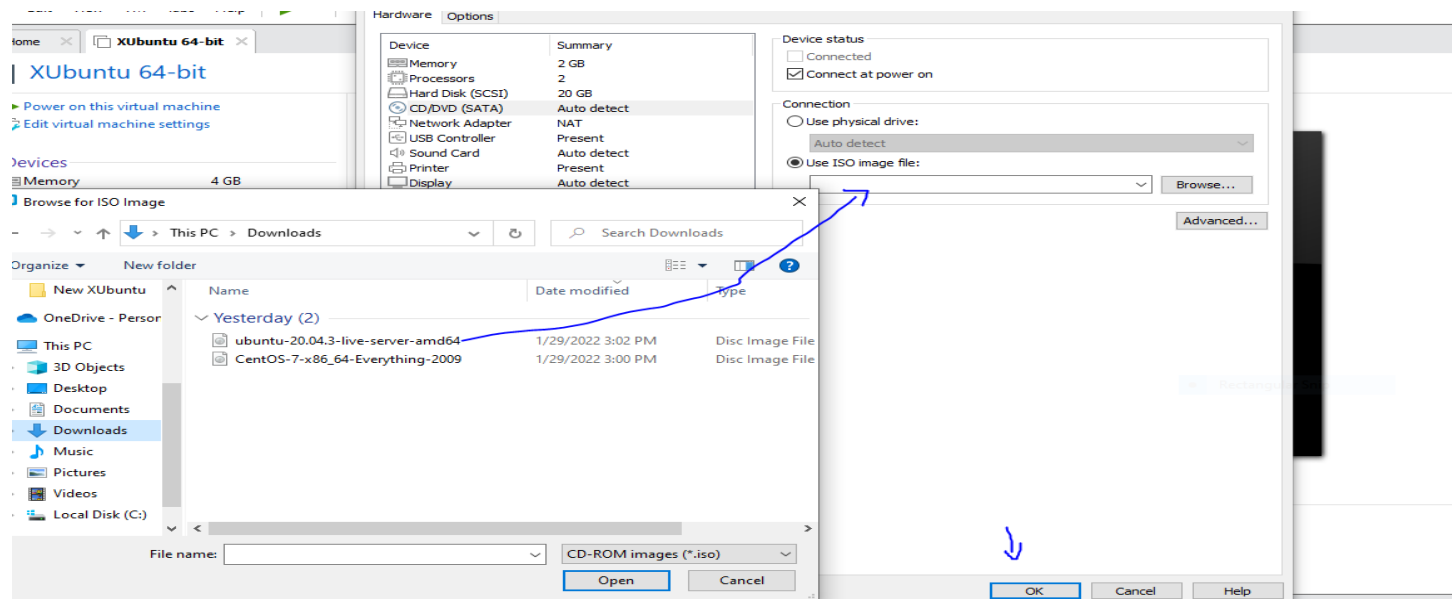 Hardware Options
XUbuntu 64-bit
XUbuntu 64-bit
Power on this virtual machine
Edit virtual machine settings
Devices
Memory 4 GB
Device Summary
Memory 2 GB
Processors 2
Hard Disk (SCSI) 20 GB
CD/DVD (SATA) Auto detect
Network Adapter NAT
USB Controller Present
Sound Card Auto detect
Printer Present
Display Auto detect
Device status
Connected
Connect at power on
Connection
Use physical drive:
Auto detect
Use ISO image file:
Browse...
Advanced...
Browse for ISO Image
This PC > Downloads
Search Downloads
Organize New folder
New XUbuntu
OneDrive - Person
This PC
3D Objects
Desktop
Documents
Downloads
Music
Pictures
Videos
Local Disk (C:)
Name Date modified Type
Yesterday (2)
ubuntu-20.04.3-live-server-amd64 1/29/2022 3:02 PM Disc Image File
CentOS-7-x86_64-Everything-2009 1/29/2022 3:00 PM Disc Image File
File name: CD-ROM images (*.iso)
Open Cancel
OK Cancel Help